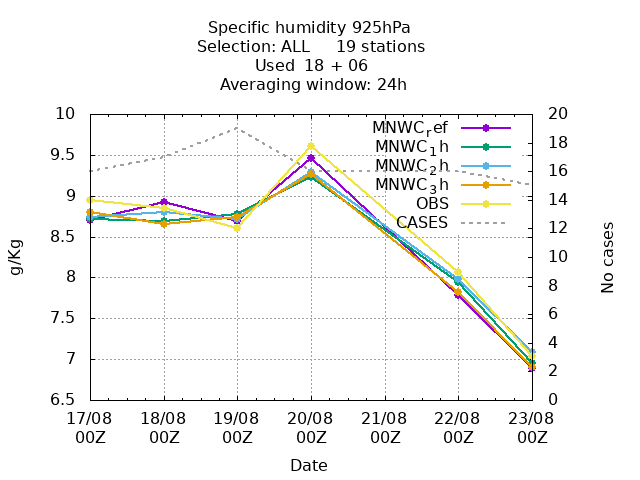 Specific humidity 925hPa
Selection: ALL 19 stations
Used 18 + 06
Averaging window: 24h
10
9.5
9
8.5
8
7.5
7
6.5
g/Kg
20
18
16
14
12
10
8
6
4
2
0
No cases
MNWC_ref
MNWC_1h
MNWC_2h
MNWC_3h
OBS
CASES
17/08 18/08 19/08 20/08 21/08 22/08 23/08
00Z 00Z 00Z 00Z 00Z 00Z 00Z
Date